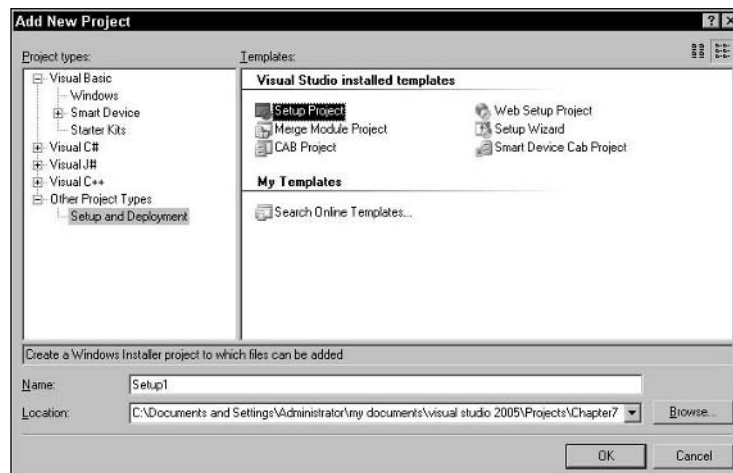 Add New Project
Project types:
Templates:
Visual Basic
Windows
Smart Device
Starter Kits
Visual C#
Visual J#
Visual C++
Other Project Types
Setup and Deployment
Visual Studio installed templates
Setup Project
Web Setup Project
Merge Module Project
Setup Wizard
CAB Project
Smart Device Cab Project
My Templates
Search Online Templates...
Create a Windows Installer project to which files can be added
Name:
Setup1
Location:
C:\Documents and Settings\Administrator\my documents\visual studio 2005\Projects\Chapter7
Browse...
OK
Cancel